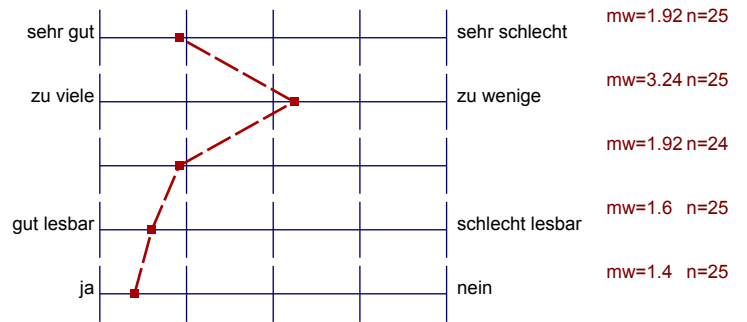 sehr gut sehr schlecht mw=1.92 n=25
zu viele zu wenige mw=3.24 n=25
mw=1.92 n=24
gut lesbar schlecht lesbar mw=1.6 n=25
ja nein mw=1.4 n=25